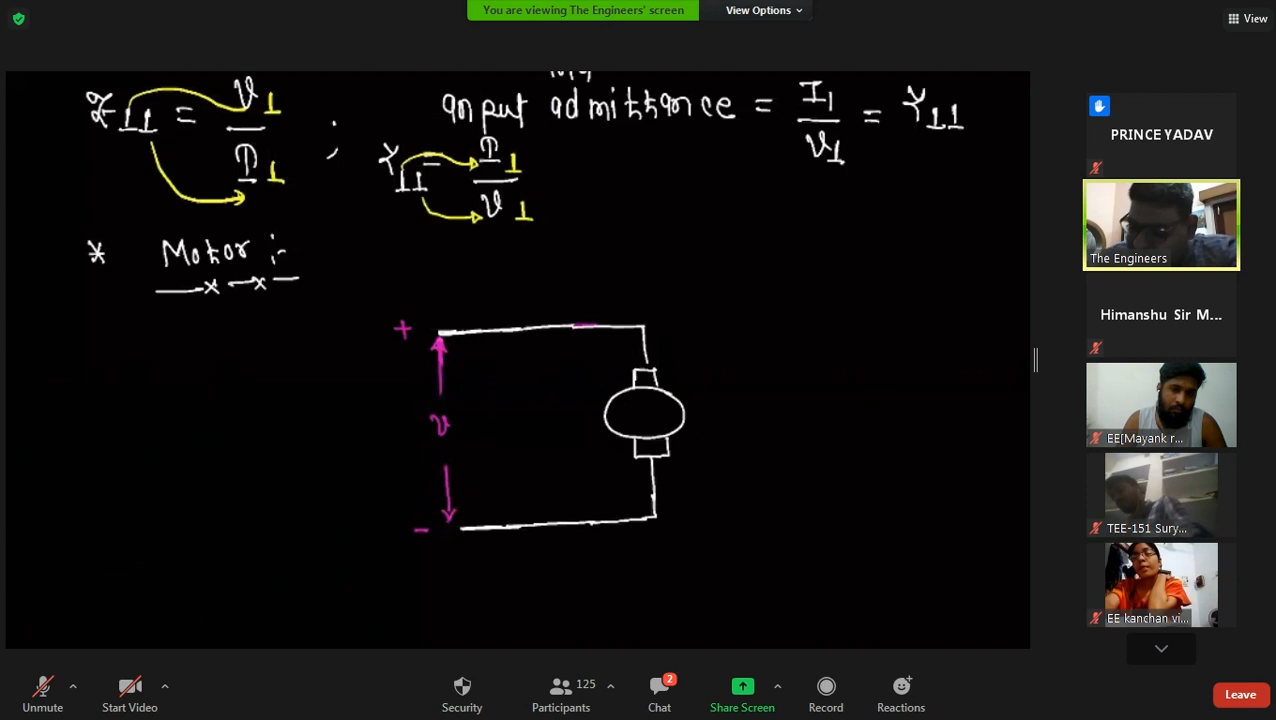 You are viewing The Engineers' screen
View Options
View
Z11 = V1 / I1 ;
Y11 = I1 / V1
input admitthance = I1 / V1 = Y11
* Motor :-
+
v
-
PRINCE YADAV
The Engineers
Himanshu Sir M...
EE[Mayank r...
TEE-151 Sury...
EE kanchan vi...
Unmute
Start Video
Security
125
Participants
2
Chat
Share Screen
Record
Reactions
Leave